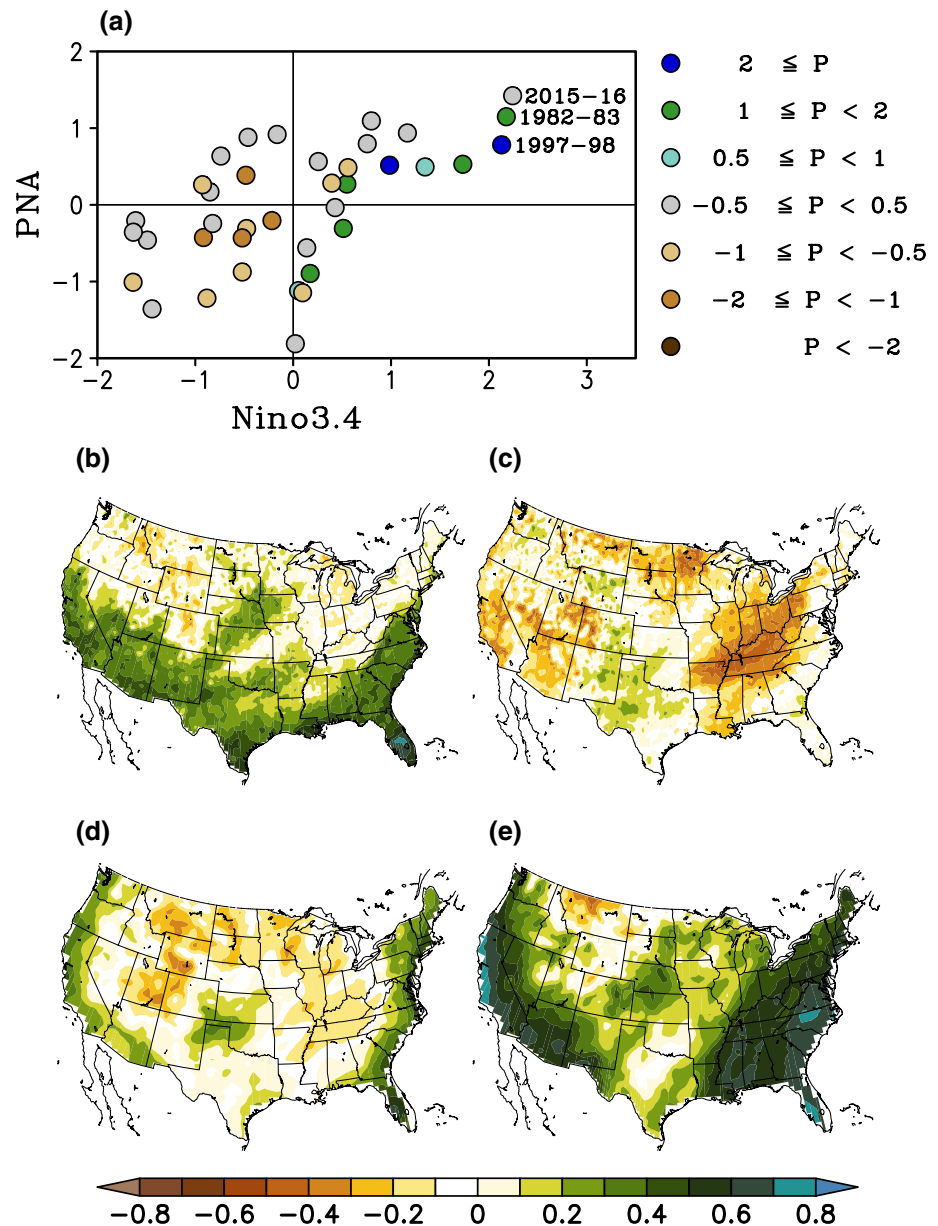 (a)
2
1
0
−1
−2
PNA
−2
−1
0
1
2
3
Nino3.4
2015−16
1982−83
1997−98
2 ≦ P
1 ≦ P < 2
0.5 ≦ P < 1
−0.5 ≦ P < 0.5
−1 ≦ P < −0.5
−2 ≦ P < −1
P < −2
(b)
(c)
(d)
(e)
−0.8 −0.6 −0.4 −0.2 0 0.2 0.4 0.6 0.8